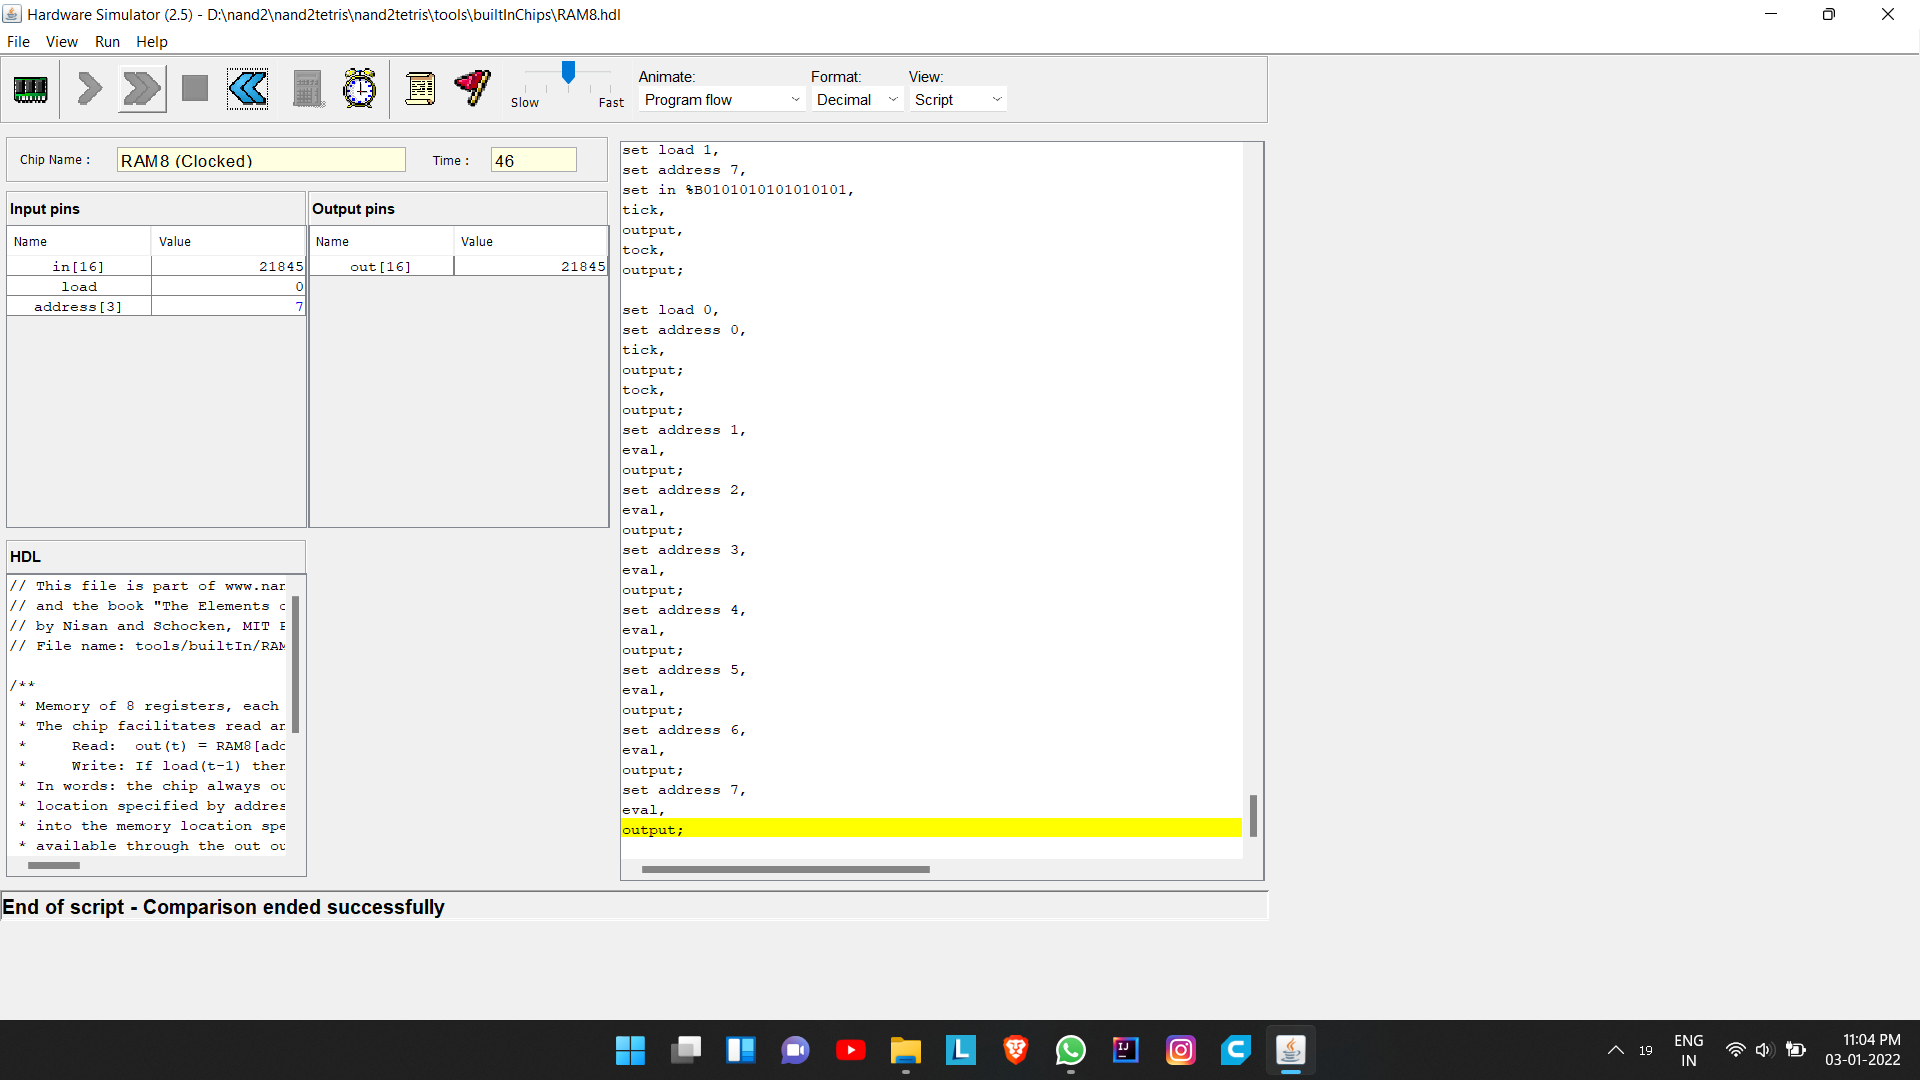 Hardware Simulator (2.5) - D:\nand2\nand2tetris\nand2tetris\tools\builtInChips\RAM8.hdl
File View Run Help
Slow Fast
Animate: Format: View:
Program flow Decimal Script
Chip Name : RAM8 (Clocked) Time : 46
Input pins
Name Value
in[16] 21845
load 0
address[3] 7
Output pins
Name Value
out[16] 21845
HDL
// This file is part of www.nan
// and the book "The Elements o
// by Nisan and Schocken, MIT P
// File name: tools/builtIn/RAM
/**
* Memory of 8 registers, each
* The chip facilitates read an
* Read: out(t) = RAM8[add
* Write: If load(t-1) then
* In words: the chip always ou
* location specified by addres
* into the memory location spe
* available through the out ou
set load 1,
set address 7,
set in %B0101010101010101,
tick,
output,
tock,
output;
set load 0,
set address 0,
tick,
output;
tock,
output;
set address 1,
eval,
output;
set address 2,
eval,
output;
set address 3,
eval,
output;
set address 4,
eval,
output;
set address 5,
eval,
output;
set address 6,
eval,
output;
set address 7,
eval,
output;
End of script - Comparison ended successfully
L
IJ
C
19
ENG
IN
11:04 PM
03-01-2022